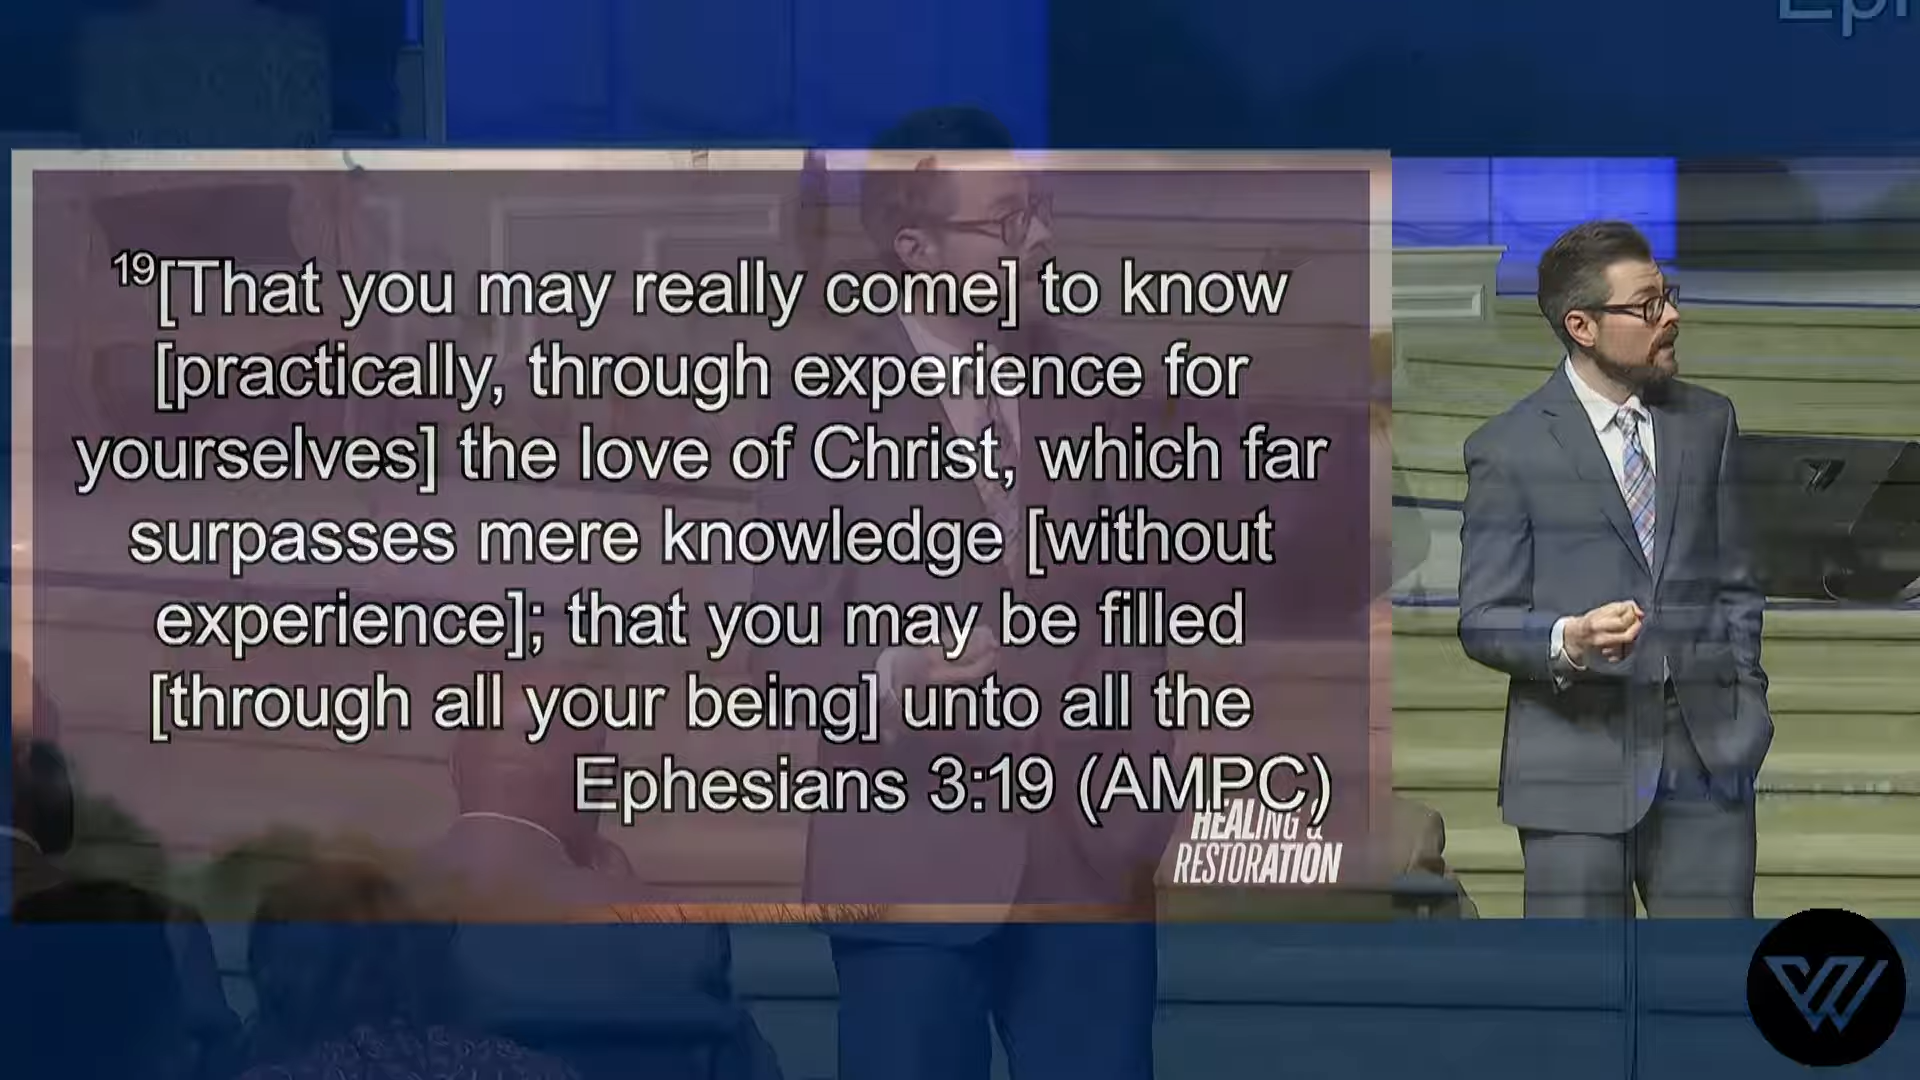 Ep
19[That you may really come] to know
[practically, through experience for
yourselves] the love of Christ, which far
surpasses mere knowledge [without
experience]; that you may be filled
[through all your being] unto all the
Ephesians 3:19 (AMPC)
HEALING &
RESTORATION
W